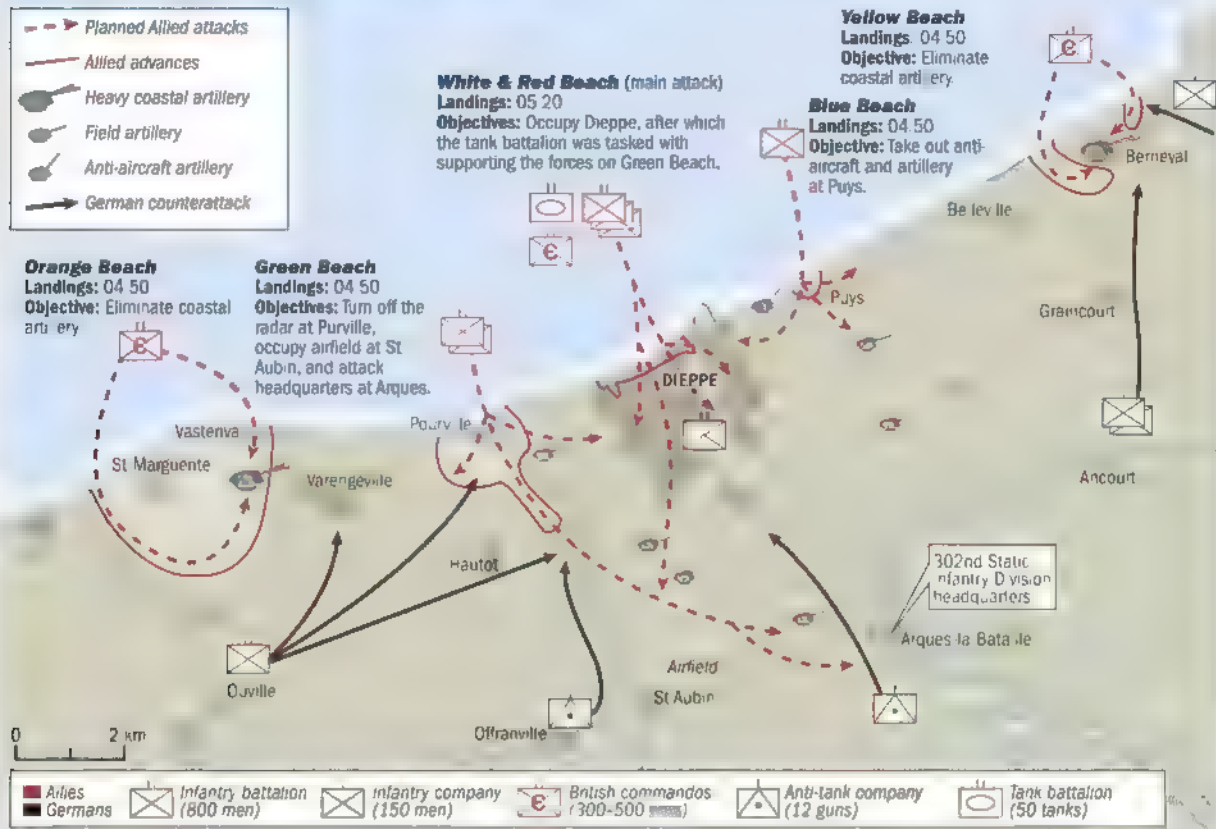 Planned Allied attacks
Allied advances
Heavy coastal artillery
Field artillery
Anti-aircraft artillery
German counterattack
White & Red Beach (main attack)
Landings: 05 20
Objectives: Occupy Dieppe, after which
the tank battalion was tasked with
supporting the forces on Green Beach.
Yellow Beach
Landings 04 50
Objective: Eliminate
coastal artillery.
Blue Beach
Landings: 04.50
Objective: Take out anti-
aircraft and artillery
at Puys.
Orange Beach
Landings: 04 50
Objective: Eliminate coastal
artillery
Green Beach
Landings: 04 50
Objectives: Turn off the
radar at Purville,
occupy airfield at St
Aubin, and attack
headquarters at Arques.
Berneval
Belleville
Puys
Graincourt
DIEPPE
Pourville
Vastenva
St Marguente
Varengeville
Ancourt
Hautot
302nd Static
Infantry Division
headquarters
Arques-la-Bataille
Airfield
St Aubin
Ouville
Offranville
0 2 km
Allies
Germans
Infantry battalion
(800 men)
Infantry company
(150 men)
British commandos
(300-500
Anti-tank company
(12 guns)
Tank battalion
(50 tanks)